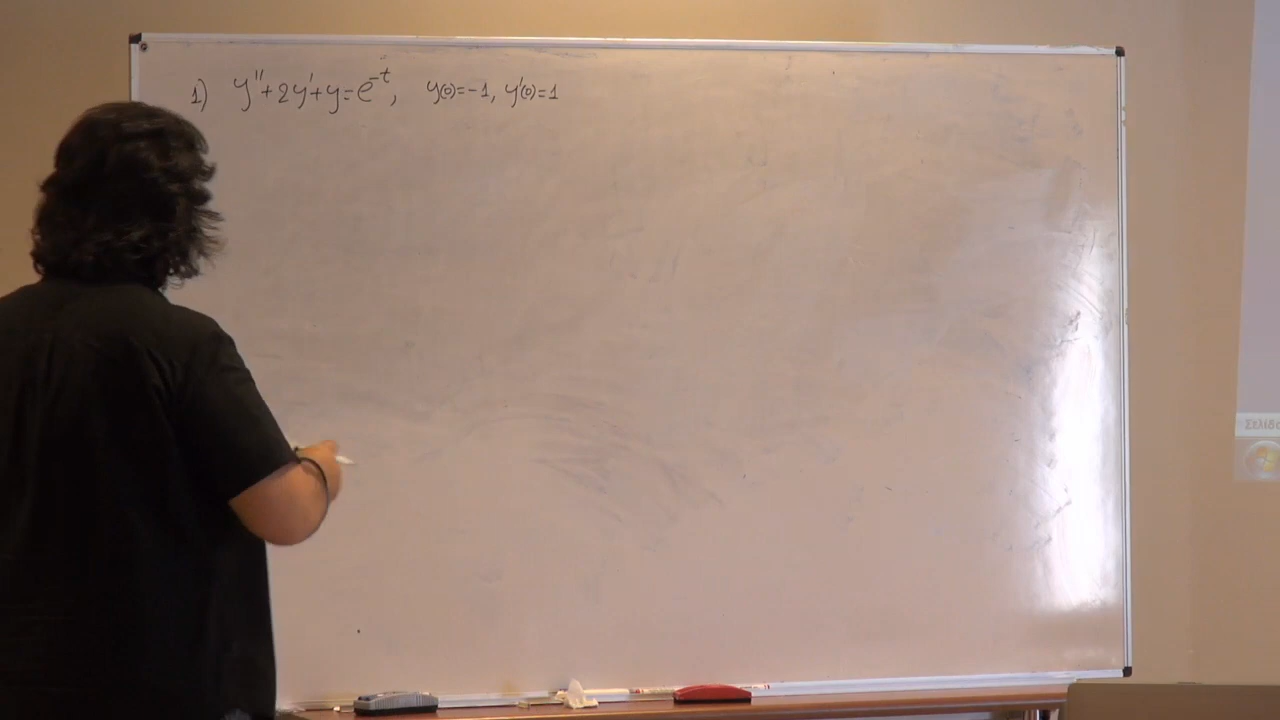 1) y''+2y'+y=e^{-t}, y(0)=-1, y'(0)=1